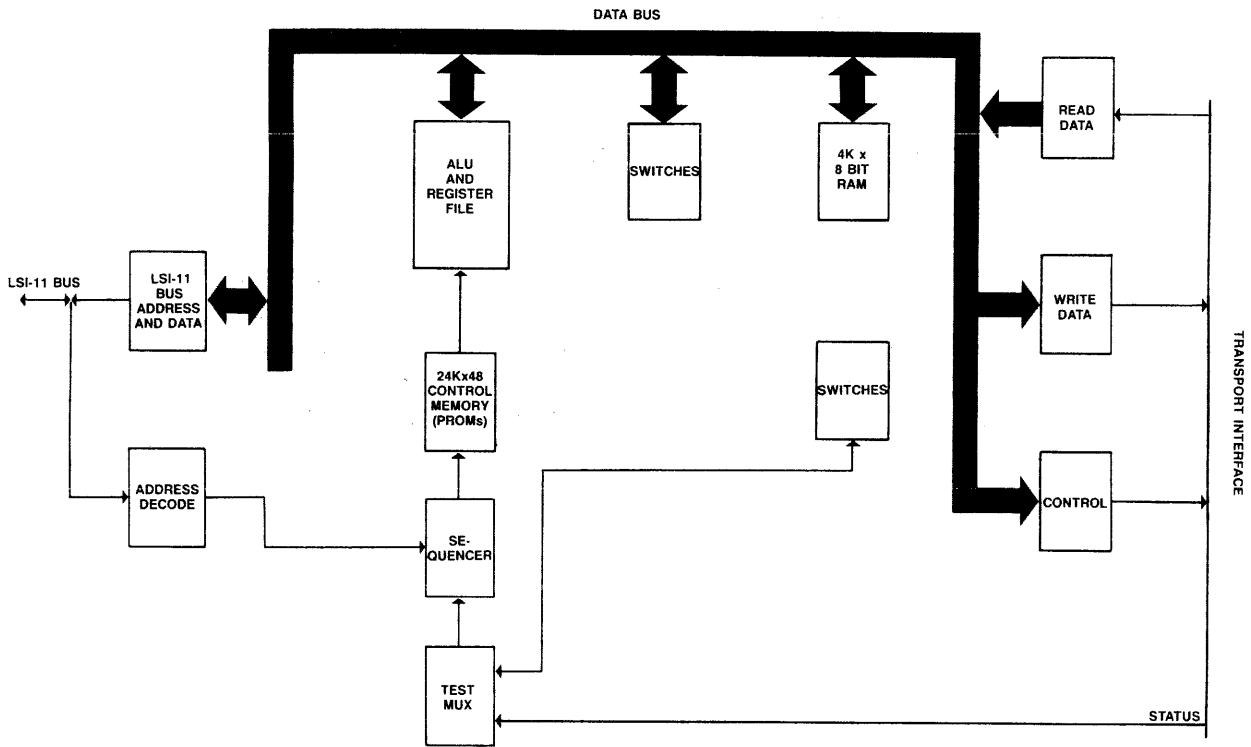 DATA BUS
READ
DATA
ALU
AND
REGISTER
FILE
SWITCHES
4K x
8 BIT
RAM
LSI-11 BUS
LSI-11
BUS
ADDRESS
AND DATA
WRITE
DATA
24Kx48
CONTROL
MEMORY
(PROMs)
SWITCHES
TRANSPORT INTERFACE
ADDRESS
DECODE
SE-
QUENCER
CONTROL
TEST
MUX
STATUS